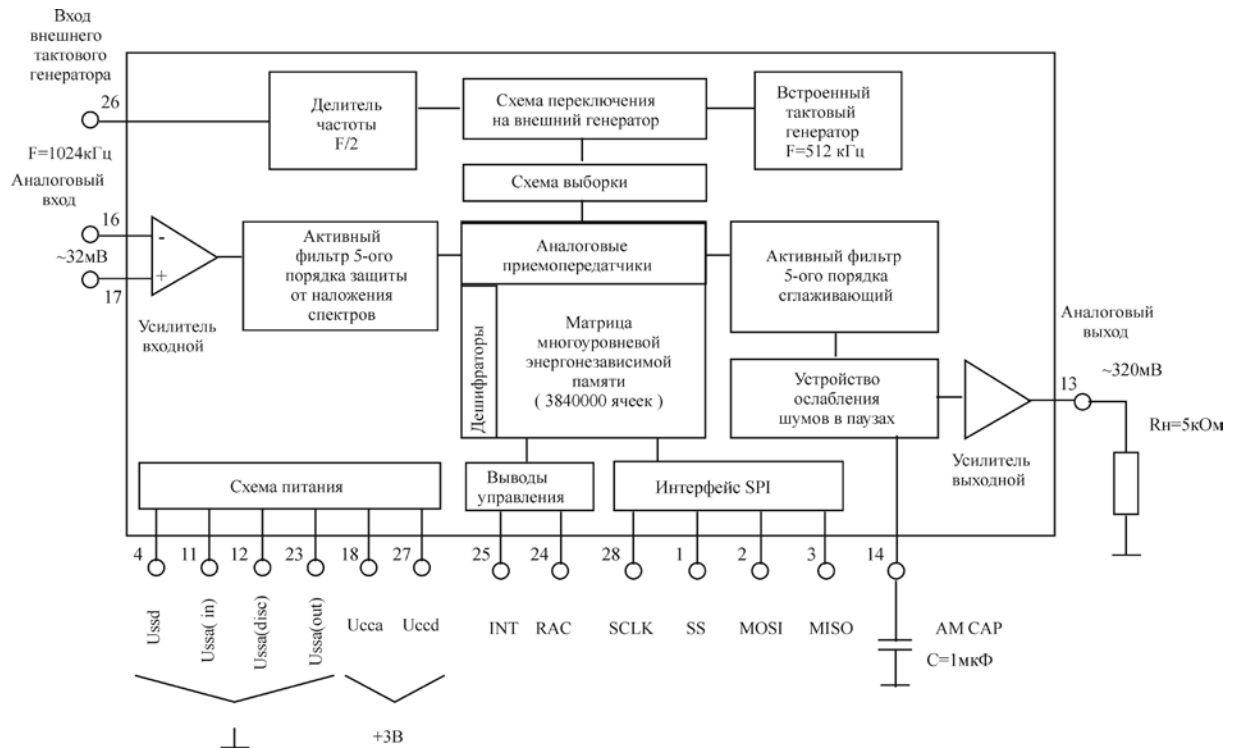 Вход
внешнего
тактового
генератора
26
F=1024кГц
Делитель
частоты
F/2
Схема переключения
на внешний генератор
Встроенный
тактовый
генератор
F=512 кГц
Схема выборки
Аналоговый
вход
16
~32мВ
17
-
+
Усилитель
входной
Активный
фильтр 5-ого
порядка защиты
от наложения
спектров
Аналоговые
приемопередатчики
Дешифраторы
Матрица
многоуровневой
энергонезависимой
памяти
( 3840000 ячеек )
Активный фильтр
5-ого порядка
сглаживающий
Устройство
ослабления
шумов в паузах
Усилитель
выходной
Аналоговый
выход
13
~320мВ
Rн=5кОм
Схема питания
Выводы
управления
Интерфейс SPI
4
11
12
23
18
27
25
24
28
1
2
3
14
Ussd
Ussa( in)
Ussa(disc)
Ussa(out)
Ucca
Uccd
INT
RAC
SCLK
SS
MOSI
MISO
AM CAP
C=1мкФ
+3В